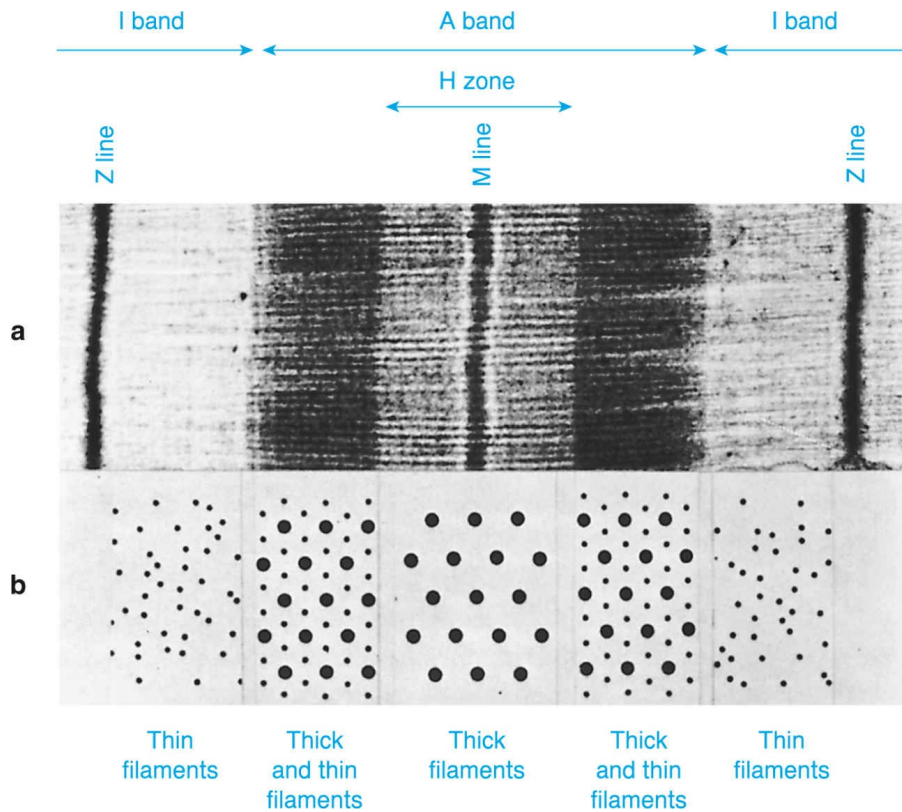 I band
A band
I band
H zone
Z line
M line
Z line
a
b
Thin
filaments
Thick
and thin
filaments
Thick
filaments
Thick
and thin
filaments
Thin
filaments